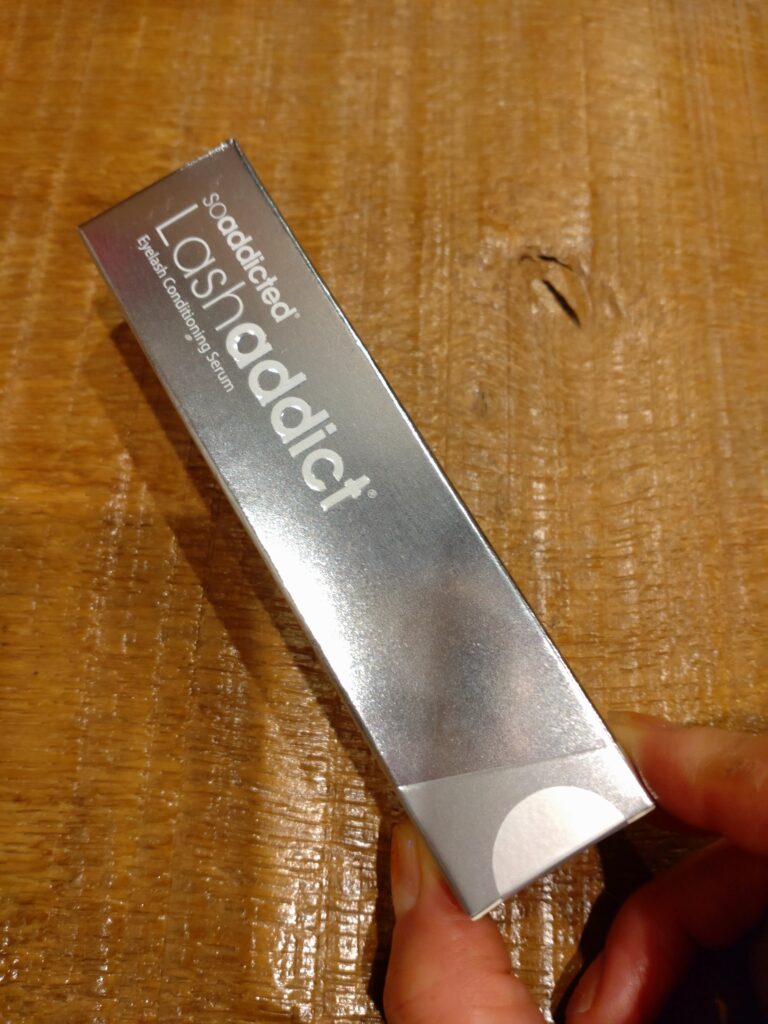 soaddicted®
Lashaddict®
Eyelash Conditioning Serum